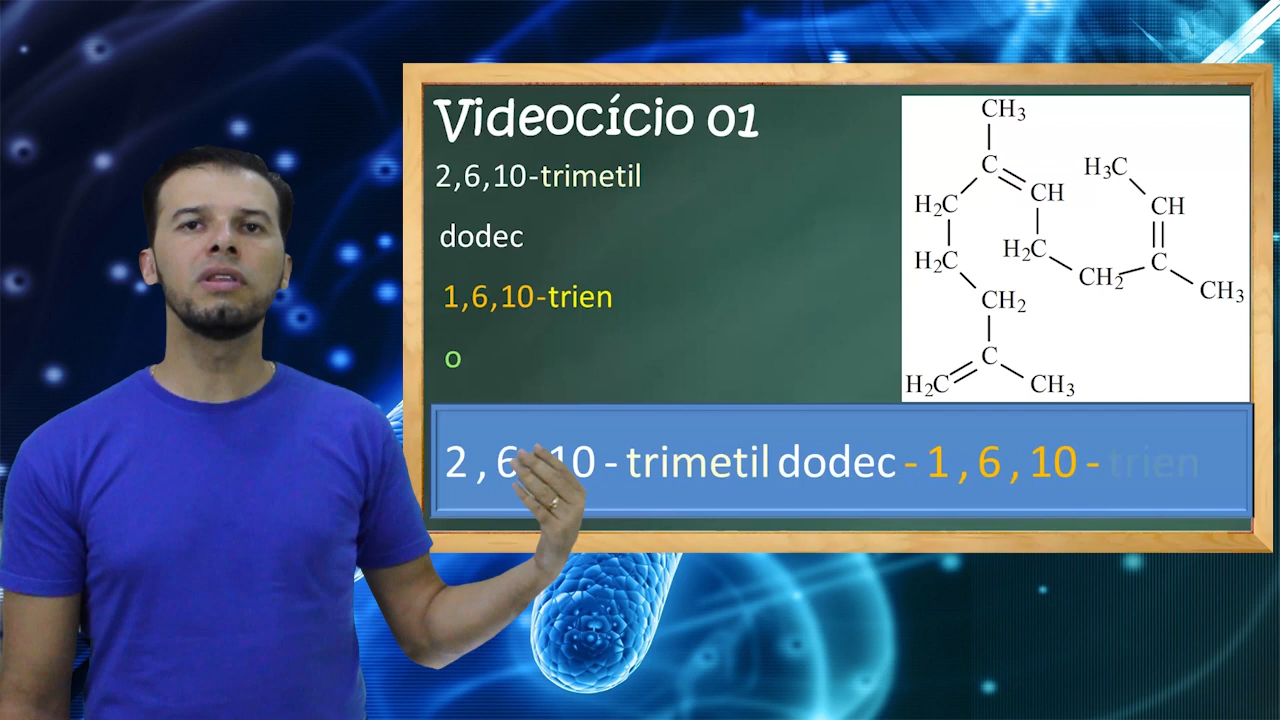 Videocício 01
2,6,10-trimetil
dodec
1,6,10-trien
o
CH3
C
CH
H2C
H2C
CH2
C
H2C
CH3
H2C
CH2
H3C
CH
C
CH3
2 , 6 , 10 - trimetil dodec - 1 , 6 , 10 - trien